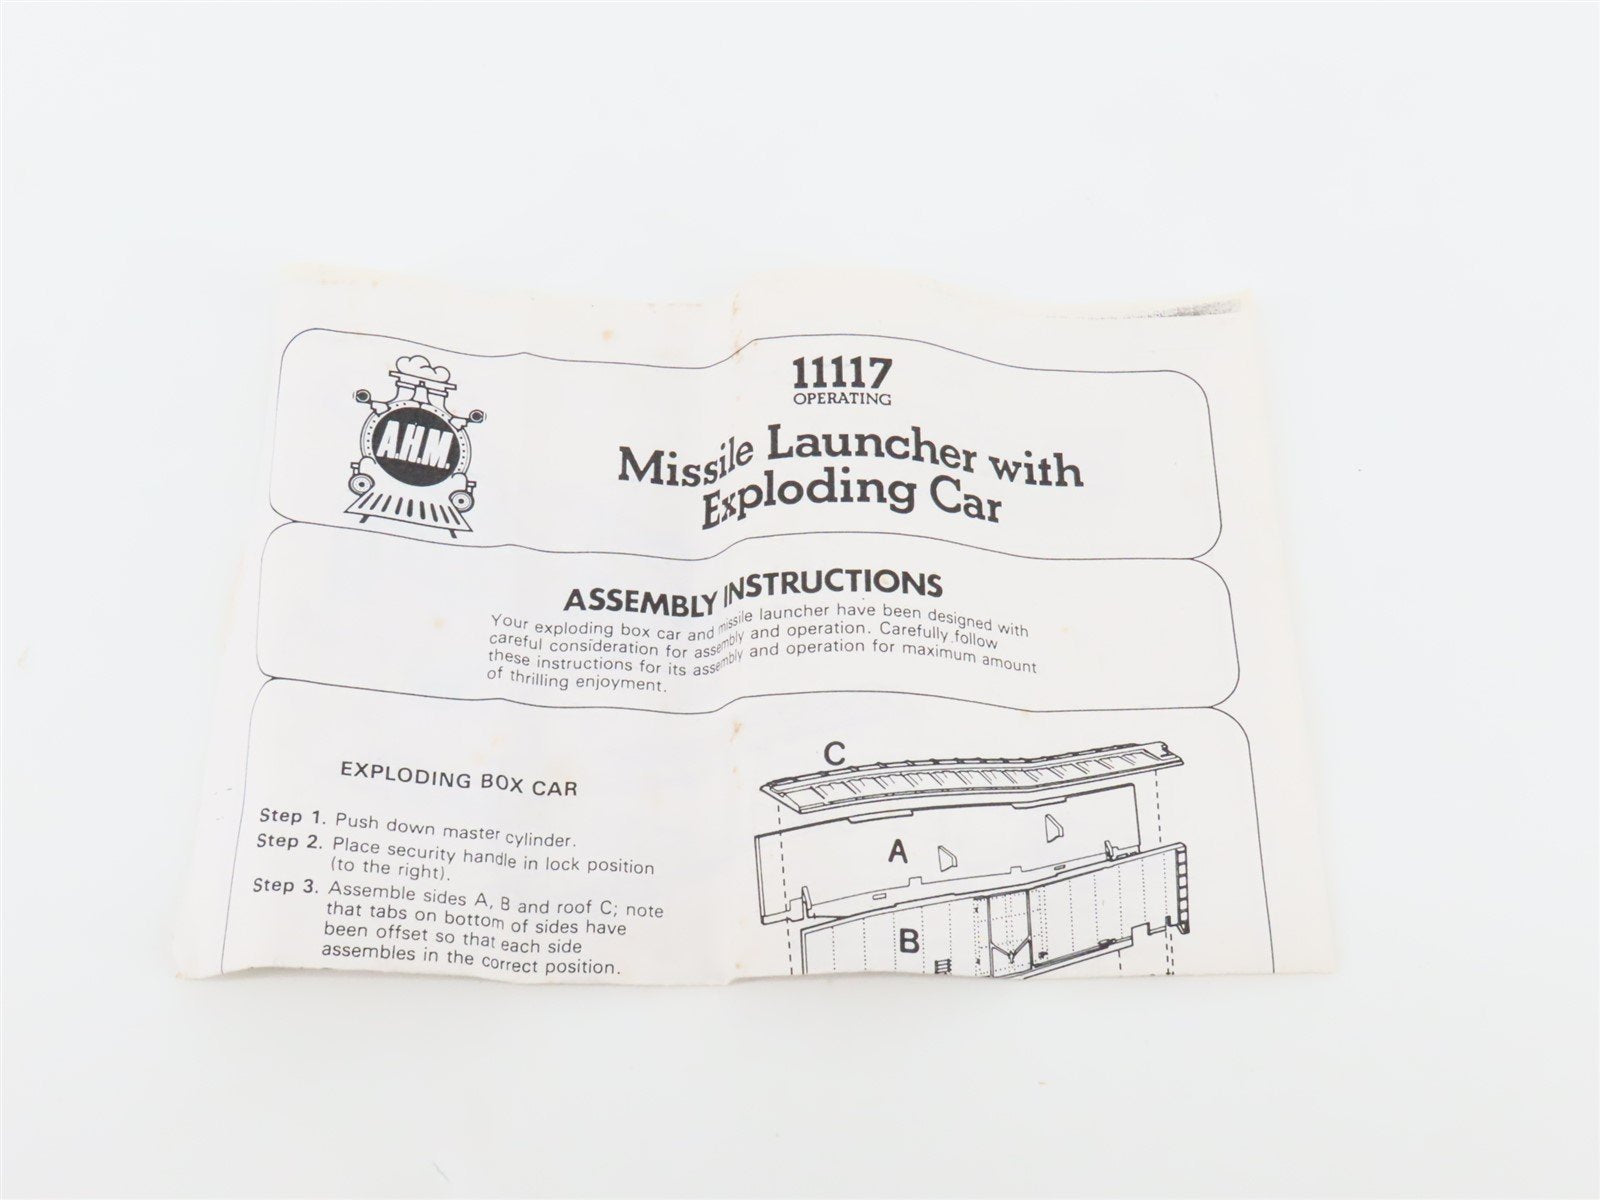 A.H.M.
11117
OPERATING
Missile Launcher with
Exploding Car
ASSEMBLY INSTRUCTIONS
Your exploding box car and missile launcher have been designed with
careful consideration for assembly and operation. Carefully follow
these instructions for its assembly and operation for maximum amount
of thrilling enjoyment.
EXPLODING BOX CAR
Step 1. Push down master cylinder.
Step 2. Place security handle in lock position
(to the right).
Step 3. Assemble sides A, B and roof C; note
that tabs on bottom of sides have
been offset so that each side
assembles in the correct position.
C
A
B